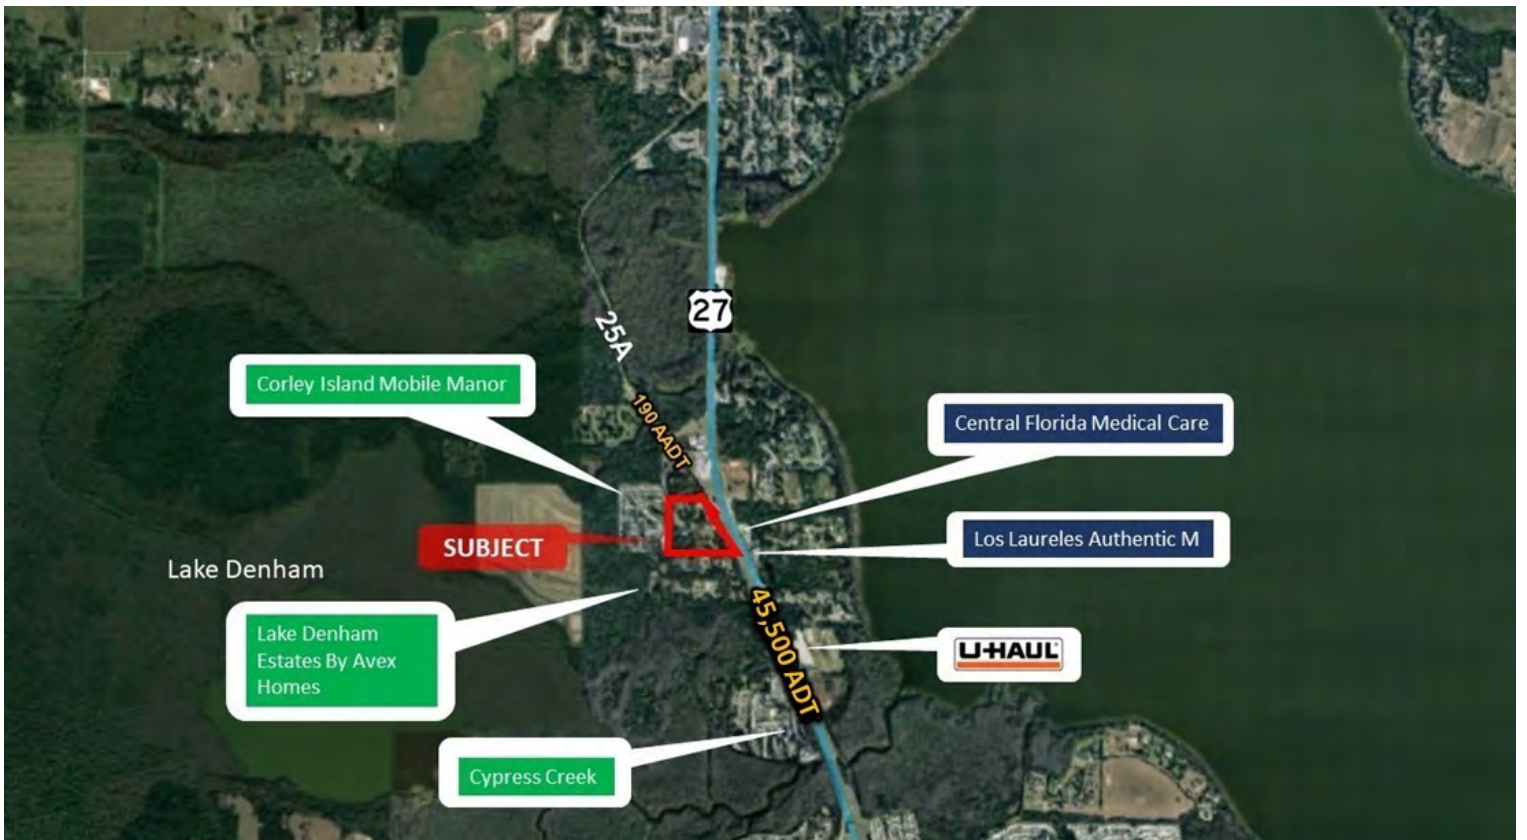 27
25A
Corley Island Mobile Manor
190 AADT
Central Florida Medical Care
SUBJECT
Los Laureles Authentic M
Lake Denham
Lake Denham
Estates By Avex
Homes
45,500 ADT
U-HAUL
Cypress Creek